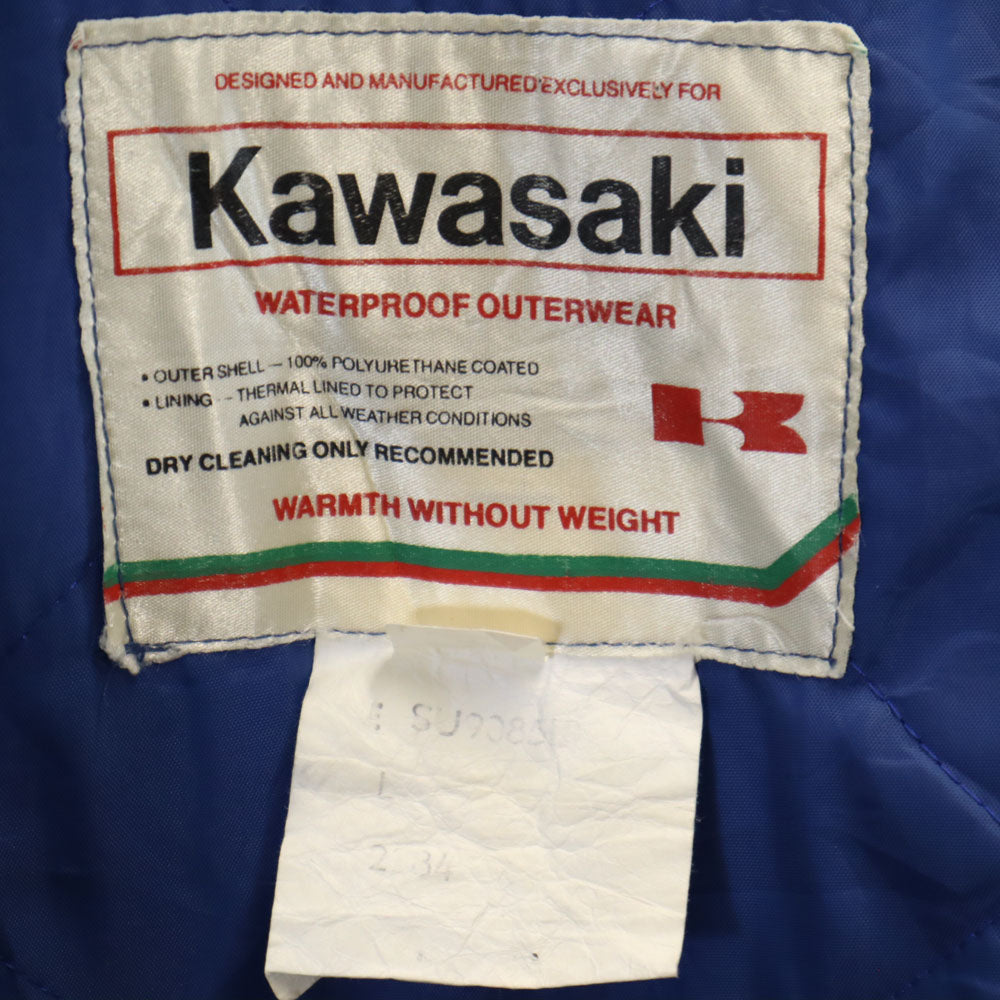 DESIGNED AND MANUFACTURED EXCLUSIVELY FOR
Kawasaki
WATERPROOF OUTERWEAR
• OUTER SHELL — 100% POLYURETHANE COATED
• LINING — THERMAL LINED TO PROTECT
AGAINST ALL WEATHER CONDITIONS
DRY CLEANING ONLY RECOMMENDED
K
WARMTH WITHOUT WEIGHT
L